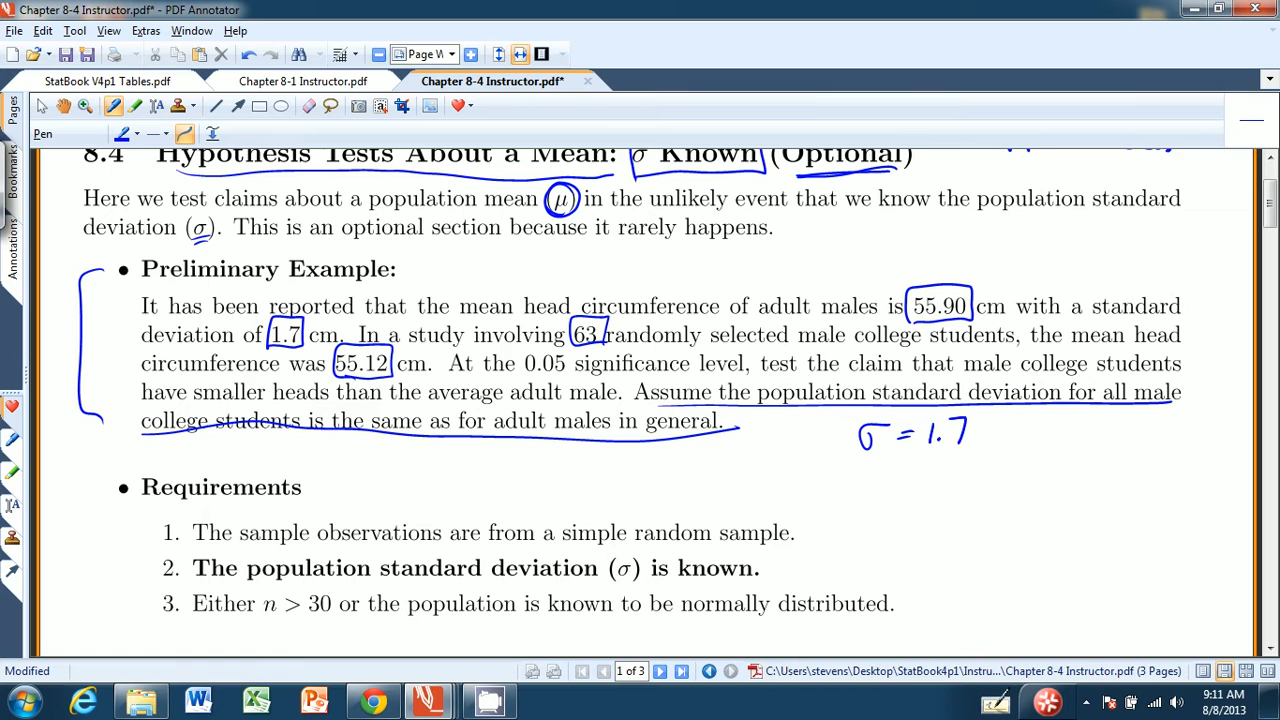 Chapter 8-4 Instructor.pdf* - PDF Annotator
File Edit Tool View Extras Window Help
Page W
StatBook V4p1 Tables.pdf Chapter 8-1 Instructor.pdf Chapter 8-4 Instructor.pdf*
Pen
Pages
Bookmarks
Annotations
8.4 Hypothesis Tests About a Mean: σ Known (Optional)
Here we test claims about a population mean (μ) in the unlikely event that we know the population standard
deviation (σ). This is an optional section because it rarely happens.
• Preliminary Example:
It has been reported that the mean head circumference of adult males is 55.90 cm with a standard
deviation of 1.7 cm. In a study involving 63 randomly selected male college students, the mean head
circumference was 55.12 cm. At the 0.05 significance level, test the claim that male college students
have smaller heads than the average adult male. Assume the population standard deviation for all male
college students is the same as for adult males in general.
σ = 1.7
• Requirements
1. The sample observations are from a simple random sample.
2. The population standard deviation (σ) is known.
3. Either n > 30 or the population is known to be normally distributed.
Modified 1 of 3 C:\Users\stevens\Desktop\StatBook4p1\Instru...\Chapter 8-4 Instructor.pdf (3 Pages)
9:11 AM
8/8/2013